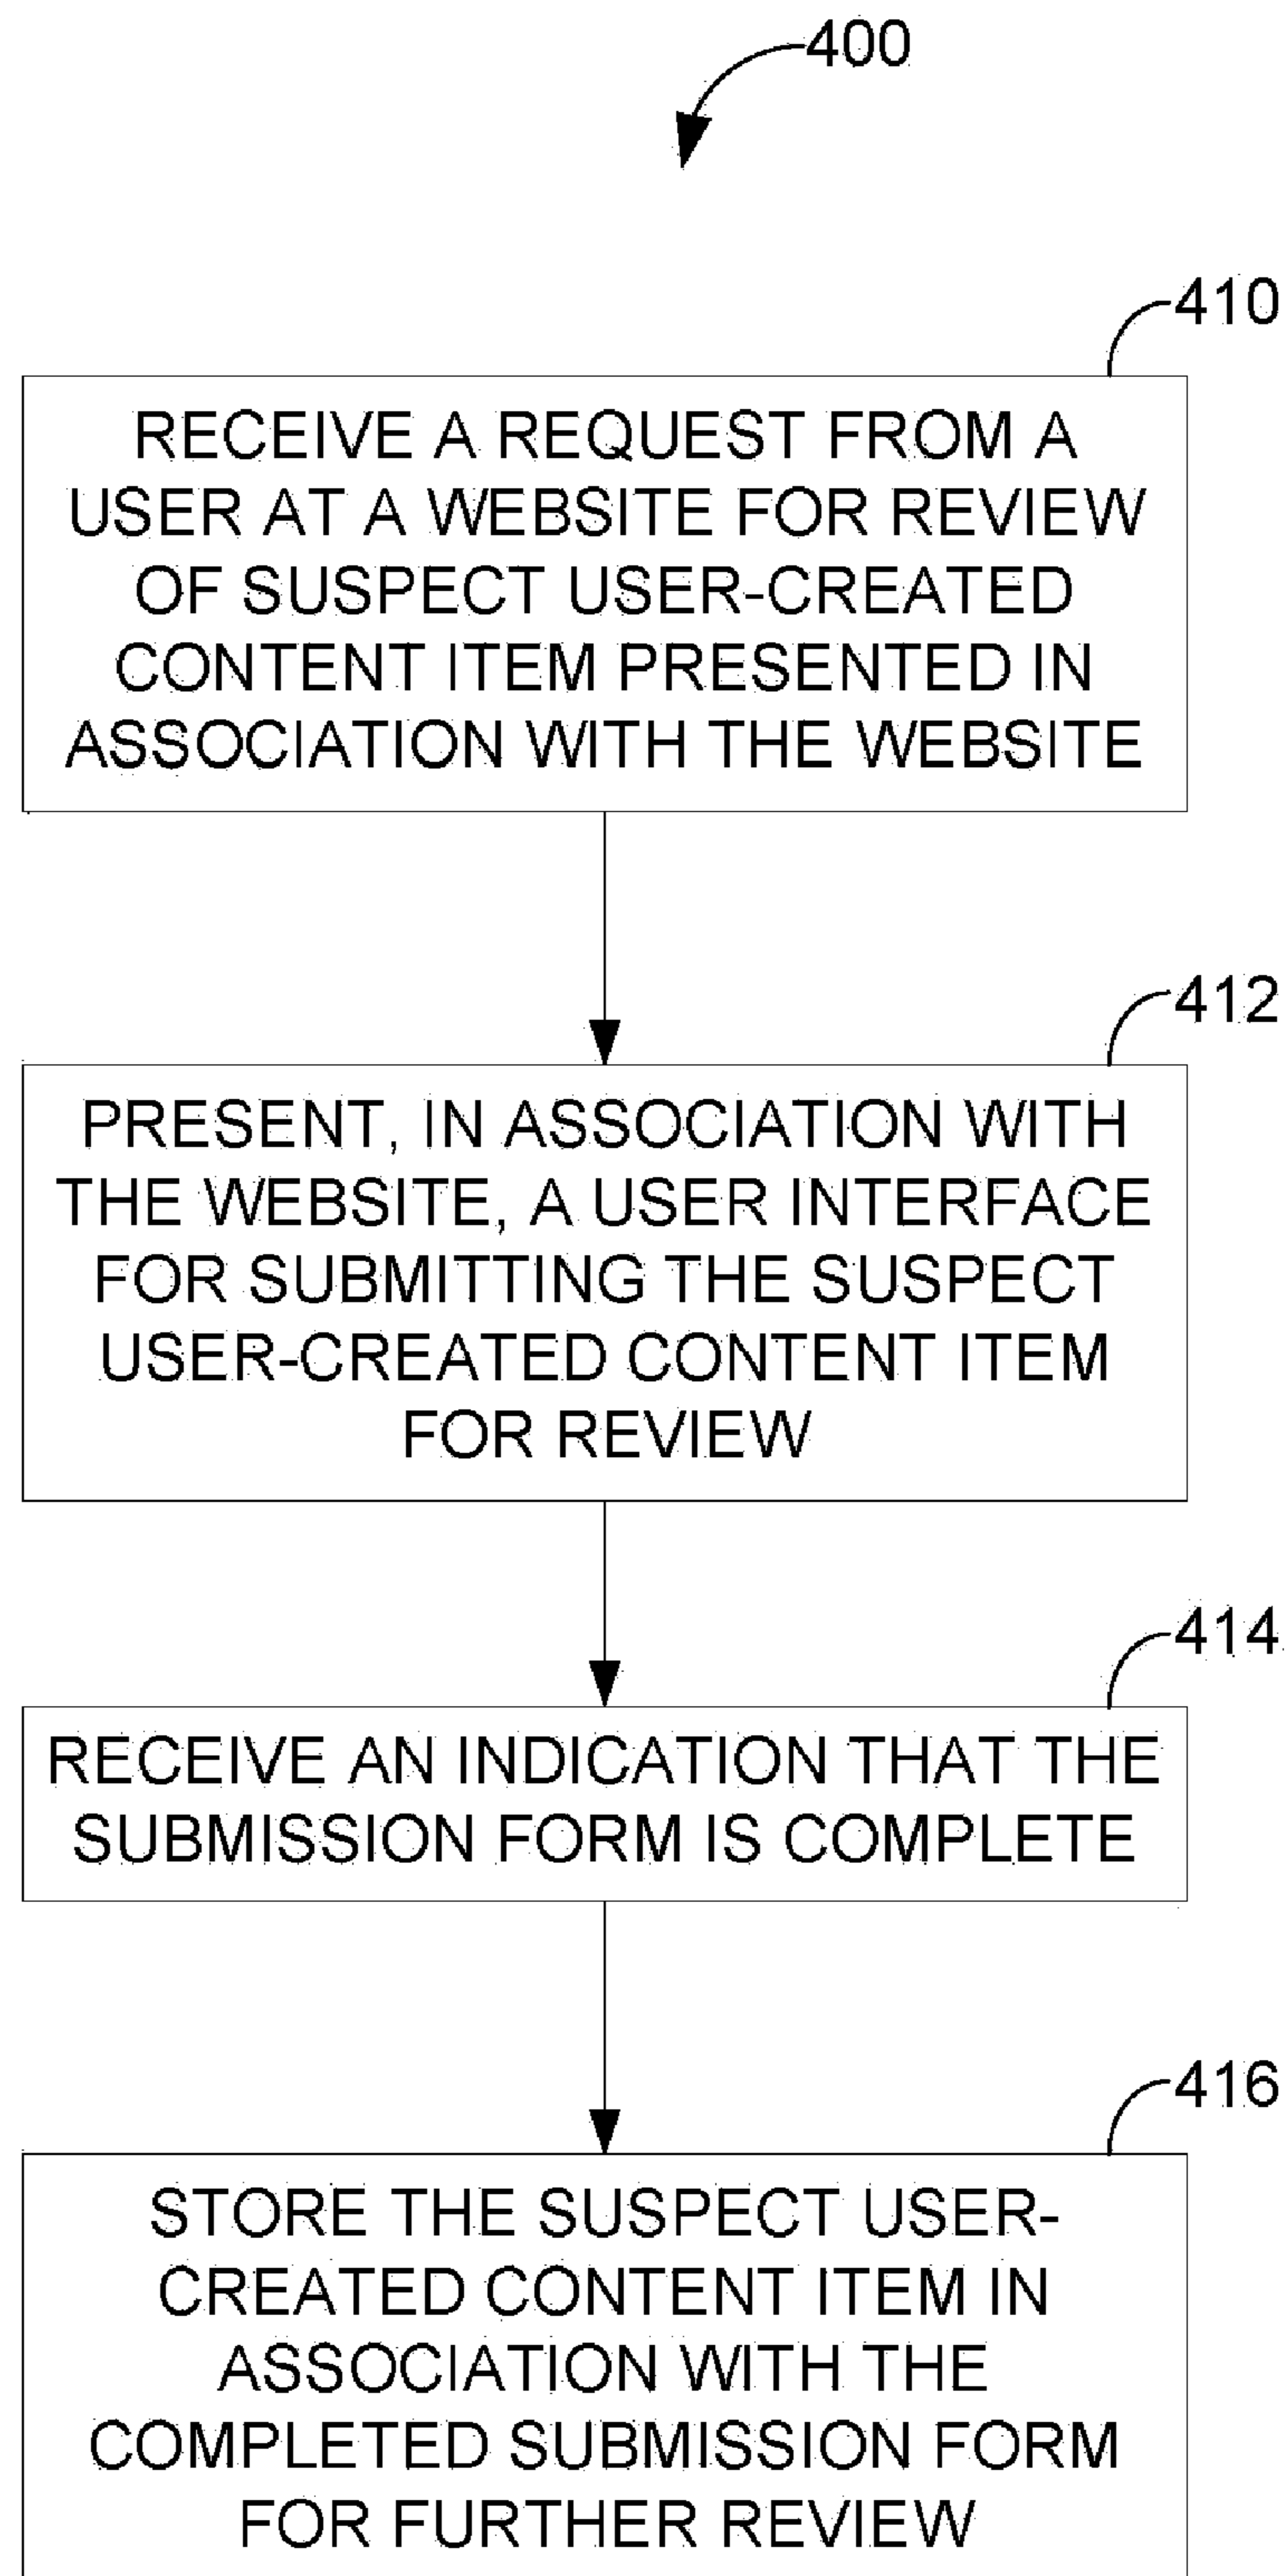 400
410
RECEIVE A REQUEST FROM A
USER AT A WEBSITE FOR REVIEW
OF SUSPECT USER-CREATED
CONTENT ITEM PRESENTED IN
ASSOCIATION WITH THE WEBSITE
412
PRESENT, IN ASSOCIATION WITH
THE WEBSITE, A USER INTERFACE
FOR SUBMITTING THE SUSPECT
USER-CREATED CONTENT ITEM
FOR REVIEW
414
RECEIVE AN INDICATION THAT THE
SUBMISSION FORM IS COMPLETE
416
STORE THE SUSPECT USER-
CREATED CONTENT ITEM IN
ASSOCIATION WITH THE
COMPLETED SUBMISSION FORM
FOR FURTHER REVIEW